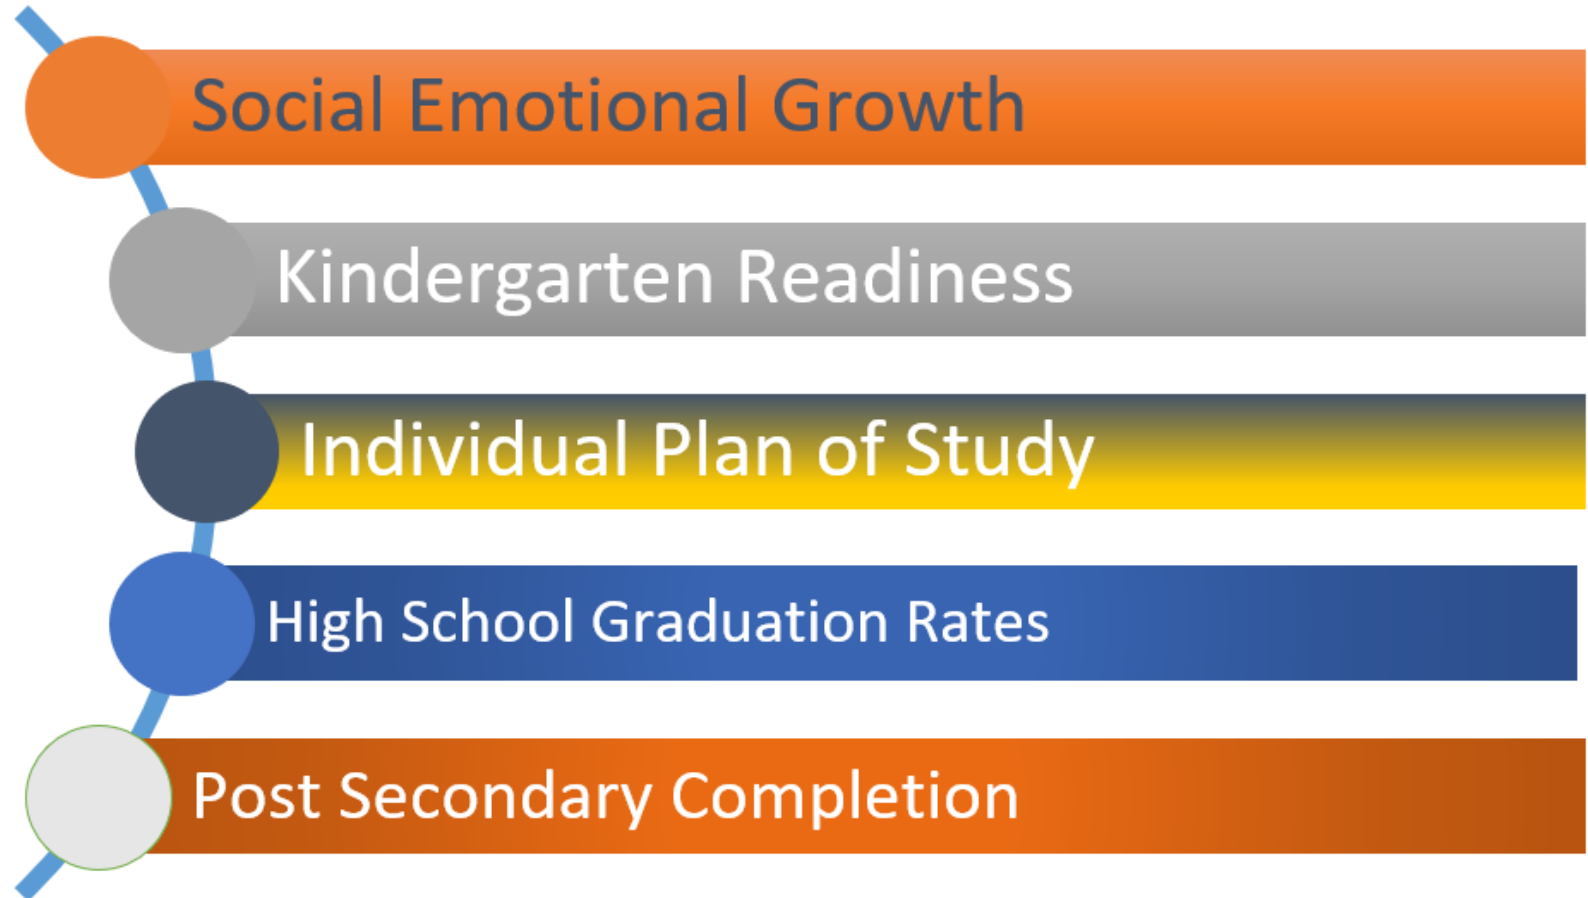 Social Emotional Growth
Kindergarten Readiness
Individual Plan of Study
High School Graduation Rates
Post Secondary Completion